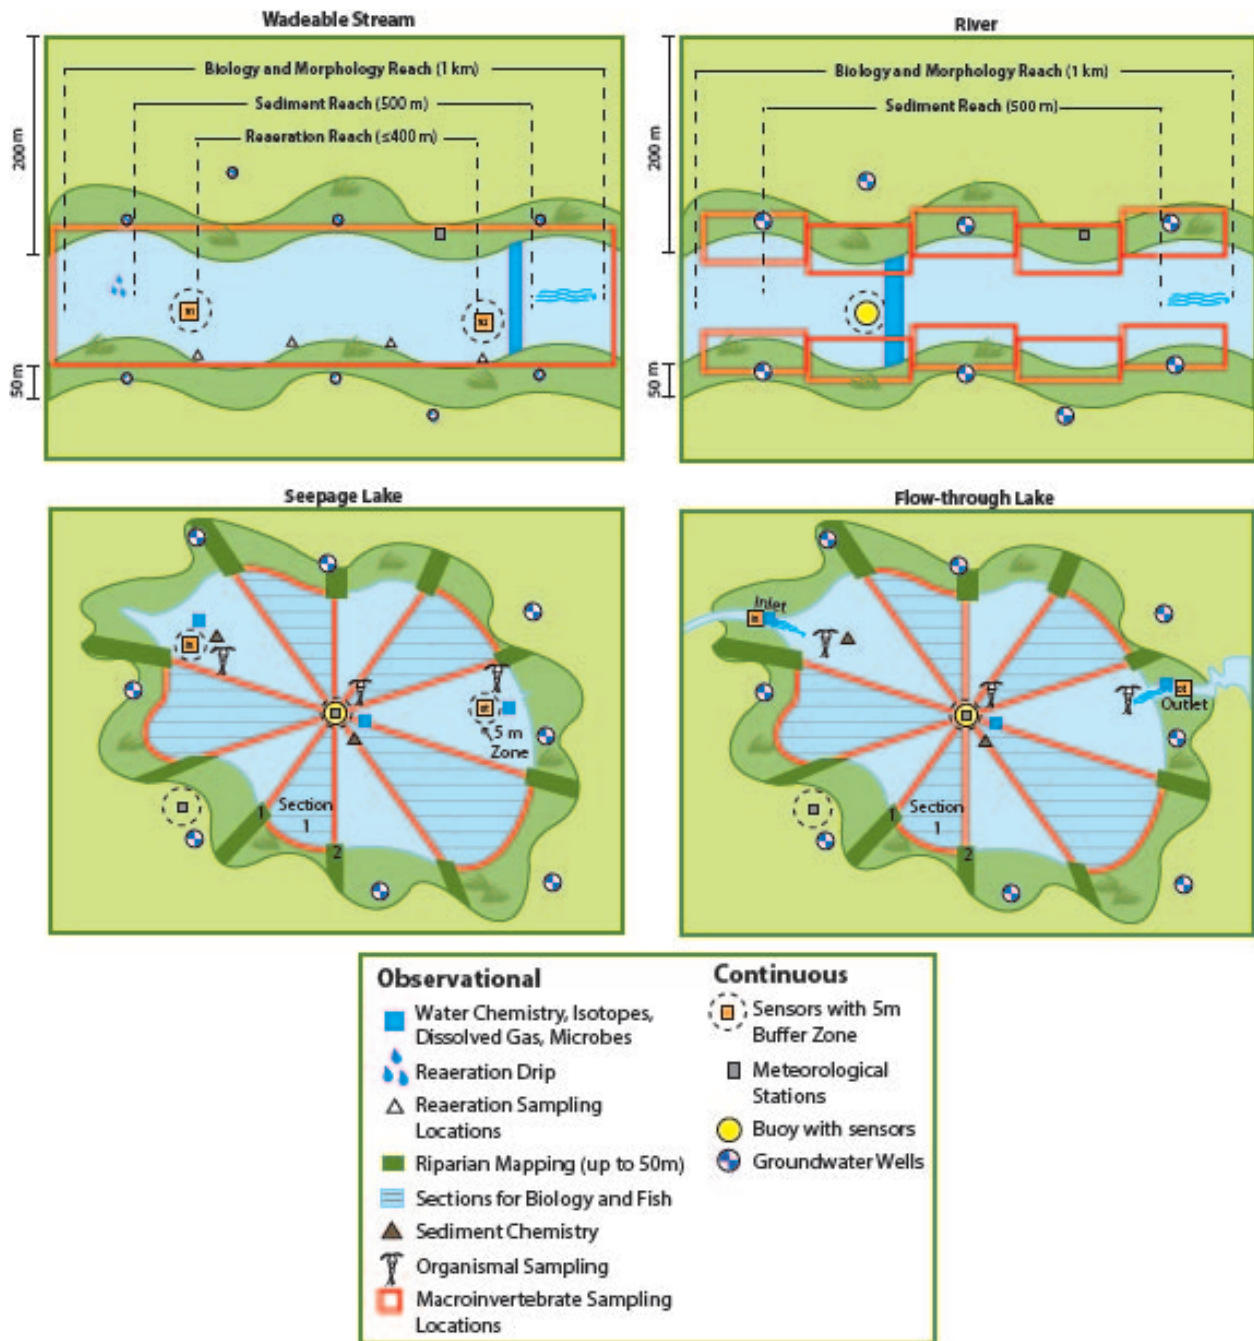 Wadeable Stream
River
Biology and Morphology Reach (1 km)
Sediment Reach (500 m)
Reaeration Reach (≤400 m)
200 m
50 m
Biology and Morphology Reach (1 km)
Sediment Reach (500 m)
200 m
50 m
Seepage Lake
Flow-through Lake
5 m
Zone
1
Section
1
2
Inlet
Outlet
1
Section
1
2
Observational
Water Chemistry, Isotopes,
Dissolved Gas, Microbes
Reaeration Drip
Reaeration Sampling
Locations
Riparian Mapping (up to 50m)
Sections for Biology and Fish
Sediment Chemistry
Organismal Sampling
Macroinvertebrate Sampling
Locations
Continuous
Sensors with 5m
Buffer Zone
Meteorological
Stations
Buoy with sensors
Groundwater Wells